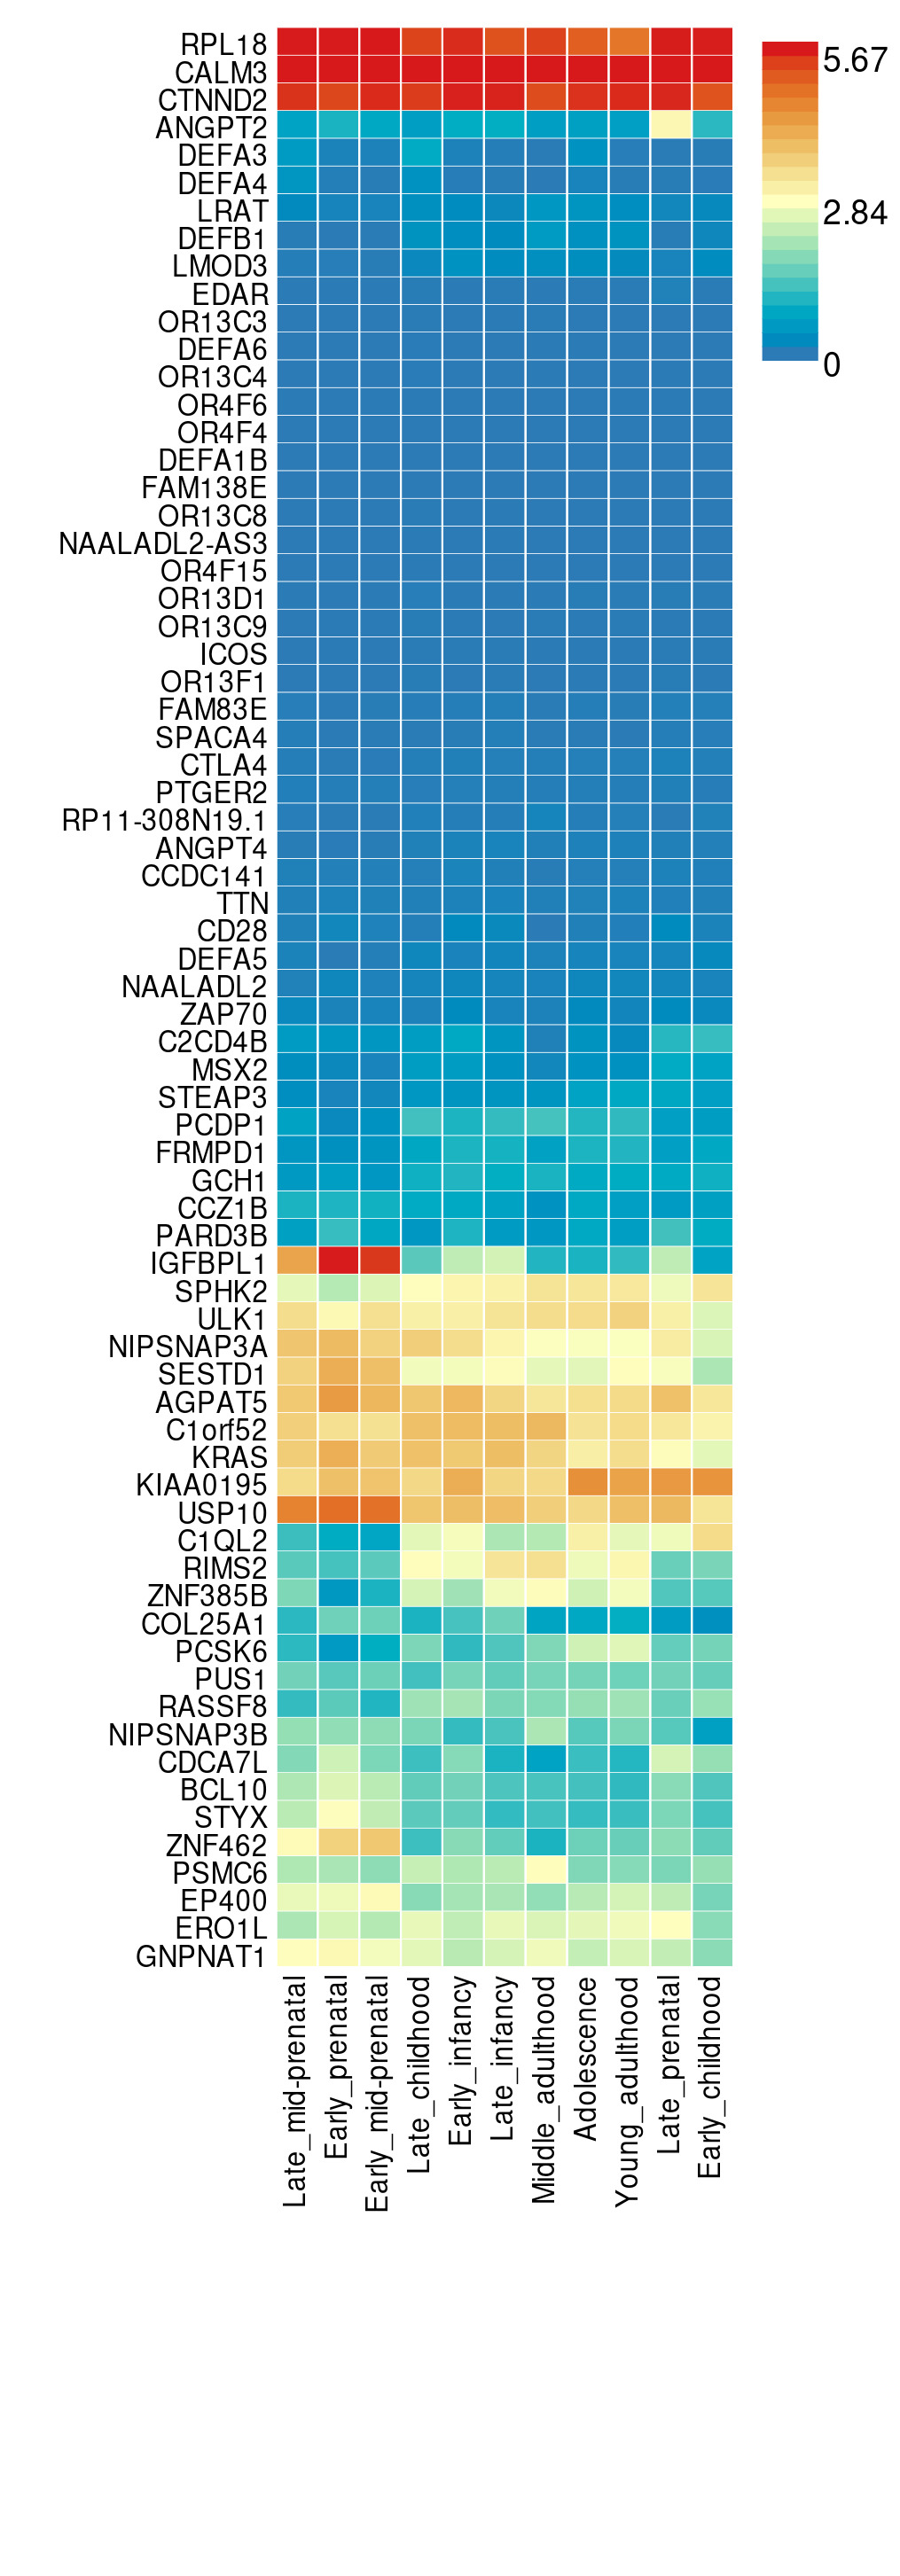 RPL18
CALM3
CTNND2
ANGPT2
DEFA3
DEFA4
LRAT
DEFB1
LMOD3
EDAR
OR13C3
DEFA6
OR13C4
OR4F6
OR4F4
DEFA1B
FAM138E
OR13C8
NAALADL2-AS3
OR4F15
OR13D1
OR13C9
ICOS
OR13F1
FAM83E
SPACA4
CTLA4
PTGER2
RP11-308N19.1
ANGPT4
CCDC141
TTN
CD28
DEFA5
NAALADL2
ZAP70
C2CD4B
MSX2
STEAP3
PCDP1
FRMPD1
GCH1
CCZ1B
PARD3B
IGFBPL1
SPHK2
ULK1
NIPSNAP3A
SESTD1
AGPAT5
C1orf52
KRAS
KIAA0195
USP10
C1QL2
RIMS2
ZNF385B
COL25A1
PCSK6
PUS1
RASSF8
NIPSNAP3B
CDCA7L
BCL10
STYX
ZNF462
PSMC6
EP400
ERO1L
GNPNAT1
5.67
2.84
0
Late_mid-prenatal
Early_prenatal
Early_mid-prenatal
Late_childhood
Early_infancy
Late_infancy
Middle_adulthood
Adolescence
Young_adulthood
Late_prenatal
Early_childhood